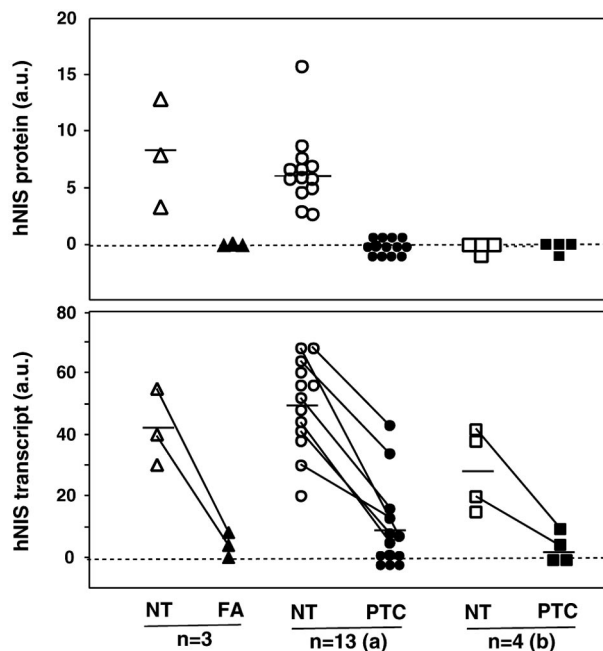 20
15
10
5
0
hNIS protein (a.u.)
80
60
40
20
0
hNIS transcript (a.u.)
NT FA NT PTC NT PTC
n=3 n=13 (a) n=4 (b)